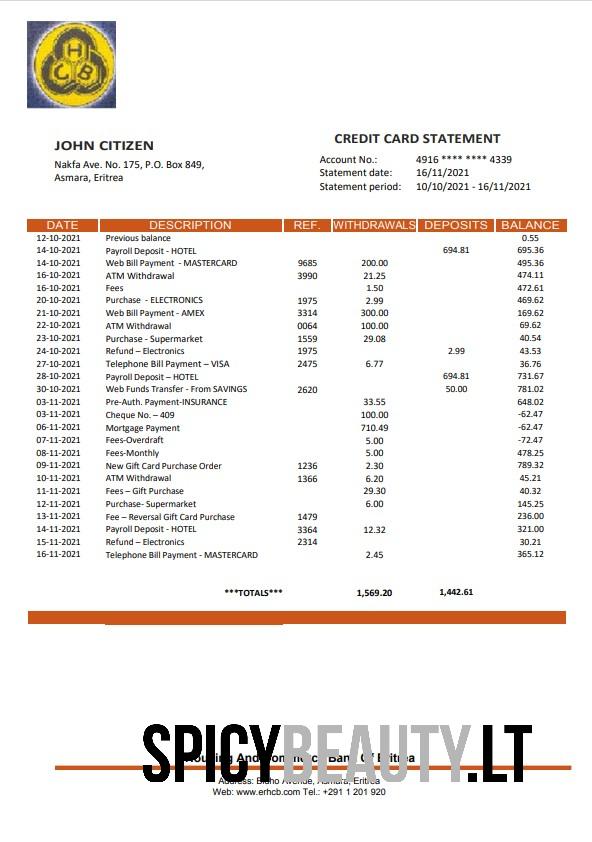 H
C B
JOHN CITIZEN
Nakfa Ave. No. 175, P.O. Box 849,
Asmara, Eritrea
CREDIT CARD STATEMENT
Account No.: 4916 **** **** 4339
Statement date: 16/11/2021
Statement period: 10/10/2021 - 16/11/2021
DATE DESCRIPTION REF. WITHDRAWALS DEPOSITS BALANCE
12-10-2021 Previous balance 0.55
14-10-2021 Payroll Deposit - HOTEL 694.81 695.36
14-10-2021 Web Bill Payment - MASTERCARD 9685 200.00 495.36
16-10-2021 ATM Withdrawal 3990 21.25 474.11
16-10-2021 Fees 1.50 472.61
20-10-2021 Purchase - ELECTRONICS 1975 2.99 469.62
21-10-2021 Web Bill Payment - AMEX 3314 300.00 169.62
22-10-2021 ATM Withdrawal 0064 100.00 69.62
23-10-2021 Purchase - Supermarket 1559 29.08 40.54
24-10-2021 Refund – Electronics 1975 2.99 43.53
27-10-2021 Telephone Bill Payment – VISA 2475 6.77 36.76
28-10-2021 Payroll Deposit – HOTEL 694.81 731.67
30-10-2021 Web Funds Transfer - From SAVINGS 2620 50.00 781.02
03-11-2021 Pre-Auth. Payment-INSURANCE 33.55 648.02
03-11-2021 Cheque No. – 409 100.00 -62.47
06-11-2021 Mortgage Payment 710.49 -62.47
07-11-2021 Fees-Overdraft 5.00 -72.47
08-11-2021 Fees-Monthly 5.00 478.25
09-11-2021 New Gift Card Purchase Order 1236 2.30 789.32
10-11-2021 ATM Withdrawal 1366 6.20 45.21
11-11-2021 Fees – Gift Purchase 29.30 40.32
12-11-2021 Purchase- Supermarket 6.00 145.25
13-11-2021 Fee – Reversal Gift Card Purchase 1479 236.00
14-11-2021 Payroll Deposit - HOTEL 3364 12.32 321.00
15-11-2021 Refund – Electronics 2314 30.21
16-11-2021 Telephone Bill Payment - MASTERCARD 2.45 365.12
***TOTALS*** 1,569.20 1,442.61
SPICYBEAUTY.LT
Housing And Commerce Bank Of Eritrea
Address: Bidho Avenue, Asmara, Eritrea
Web: www.erhcb.com Tel.: +291 1 201 920